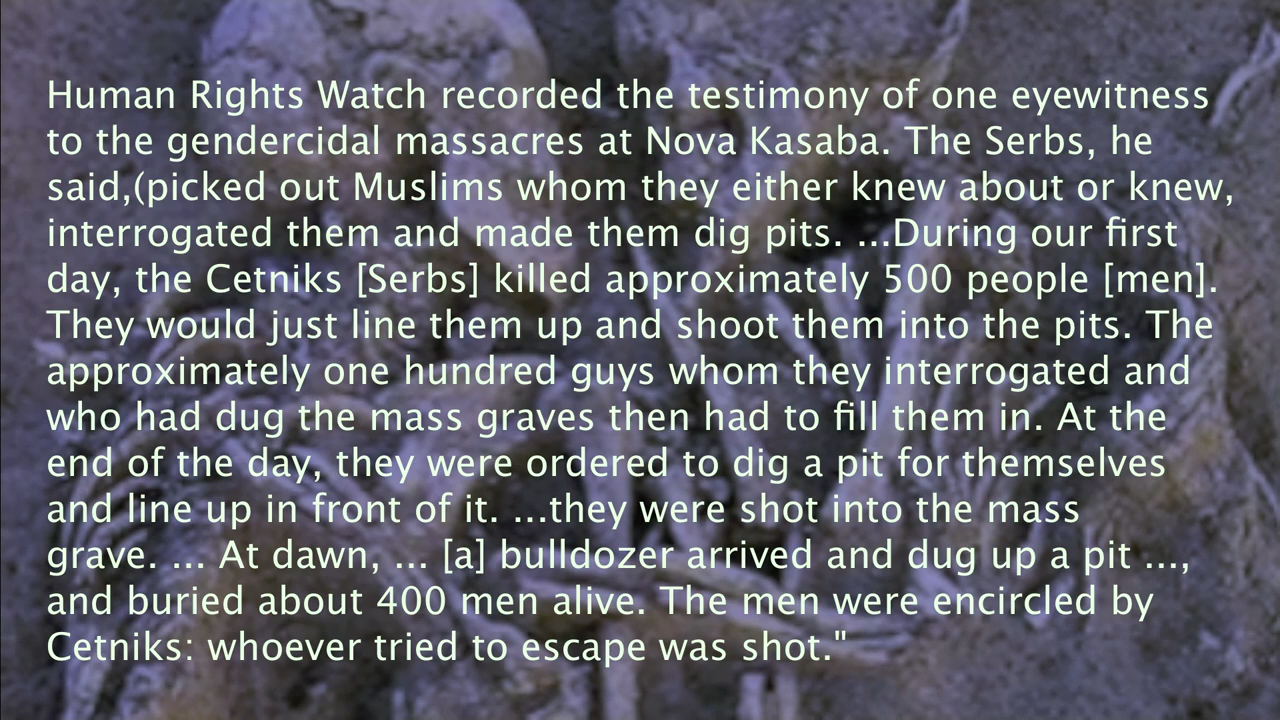 Human Rights Watch recorded the testimony of one eyewitness
to the gendercidal massacres at Nova Kasaba. The Serbs, he
said,(picked out Muslims whom they either knew about or knew,
interrogated them and made them dig pits. ...During our first
day, the Cetniks [Serbs] killed approximately 500 people [men].
They would just line them up and shoot them into the pits. The
approximately one hundred guys whom they interrogated and
who had dug the mass graves then had to fill them in. At the
end of the day, they were ordered to dig a pit for themselves
and line up in front of it. ...they were shot into the mass
grave. ... At dawn, ... [a] bulldozer arrived and dug up a pit ...,
and buried about 400 men alive. The men were encircled by
Cetniks: whoever tried to escape was shot."